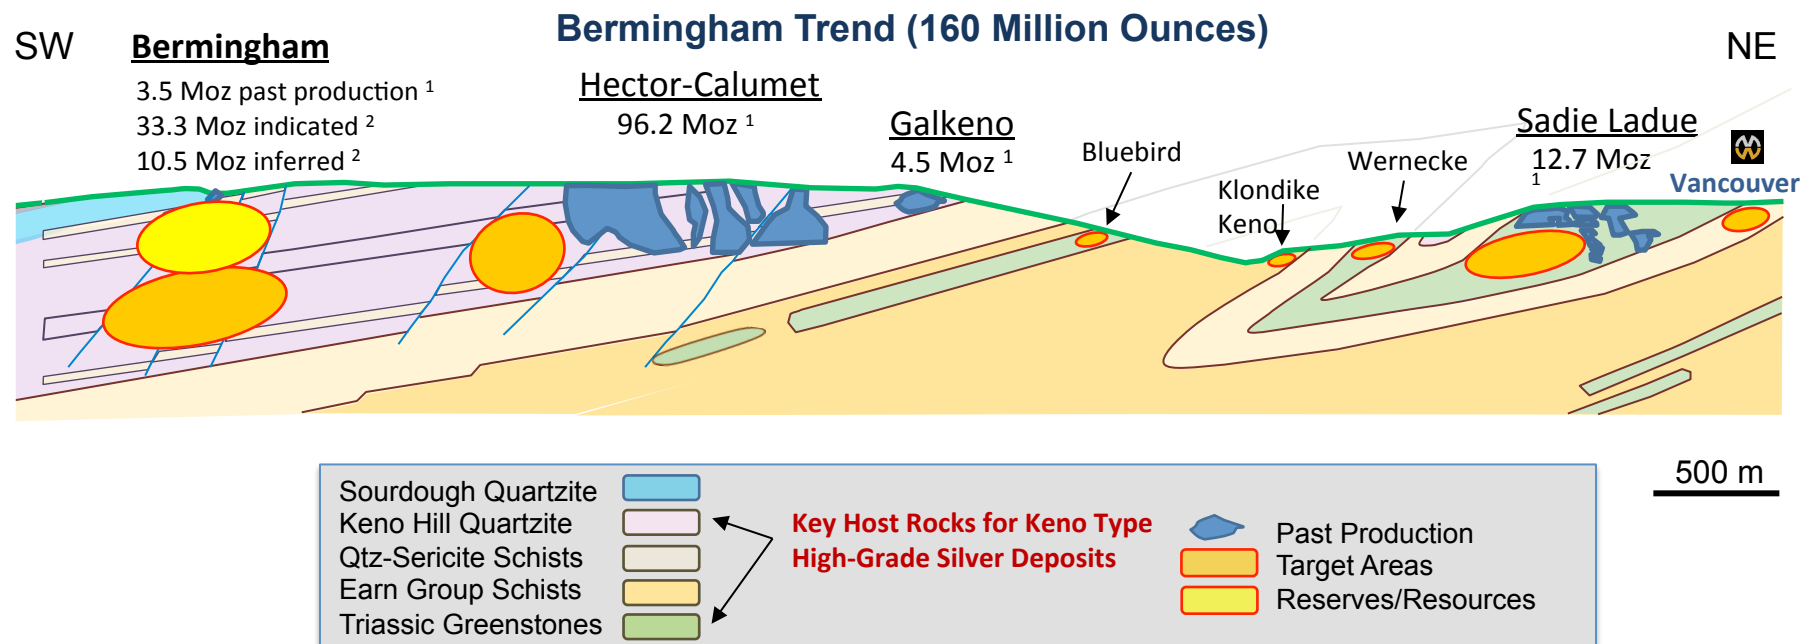 Bermingham Trend (160 Million Ounces)
SW
NE
Bermingham
3.5 Moz past production 1
33.3 Moz indicated 2
10.5 Moz inferred 2
Hector-Calumet
96.2 Moz 1
Galkeno
4.5 Moz 1
Bluebird
Klondike
Keno
Wernecke
Sadie Ladue
12.7 Moz
1
Vancouver
500 m
Sourdough Quartzite
Keno Hill Quartzite
Qtz-Sericite Schists
Earn Group Schists
Triassic Greenstones
Key Host Rocks for Keno Type
High-Grade Silver Deposits
Past Production
Target Areas
Reserves/Resources